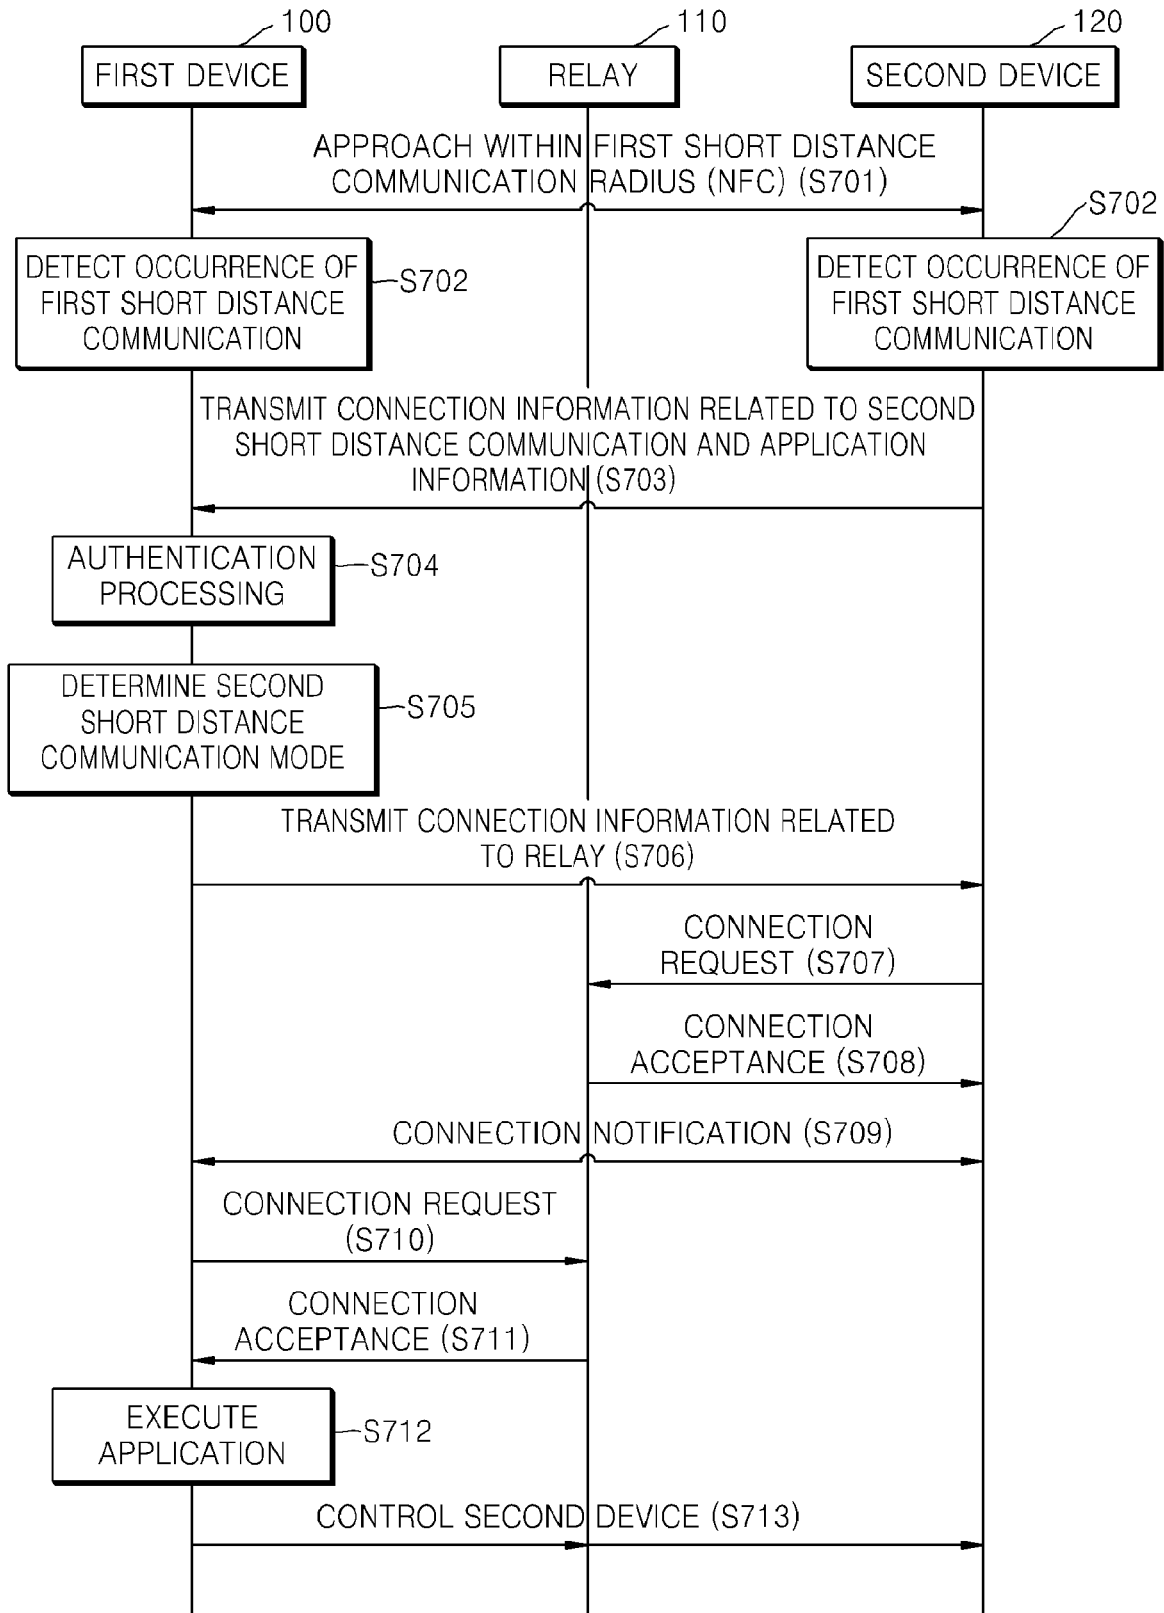 100
110
120
FIRST DEVICE
RELAY
SECOND DEVICE
APPROACH WITHIN FIRST SHORT DISTANCE
COMMUNICATION RADIUS (NFC) (S701)
S702
DETECT OCCURRENCE OF
FIRST SHORT DISTANCE
COMMUNICATION
S702
DETECT OCCURRENCE OF
FIRST SHORT DISTANCE
COMMUNICATION
TRANSMIT CONNECTION INFORMATION RELATED TO SECOND
SHORT DISTANCE COMMUNICATION AND APPLICATION
INFORMATION (S703)
AUTHENTICATION
PROCESSING
S704
DETERMINE SECOND
SHORT DISTANCE
COMMUNICATION MODE
S705
TRANSMIT CONNECTION INFORMATION RELATED
TO RELAY (S706)
CONNECTION
REQUEST (S707)
CONNECTION
ACCEPTANCE (S708)
CONNECTION NOTIFICATION (S709)
CONNECTION REQUEST
(S710)
CONNECTION
ACCEPTANCE (S711)
EXECUTE
APPLICATION
S712
CONTROL SECOND DEVICE (S713)